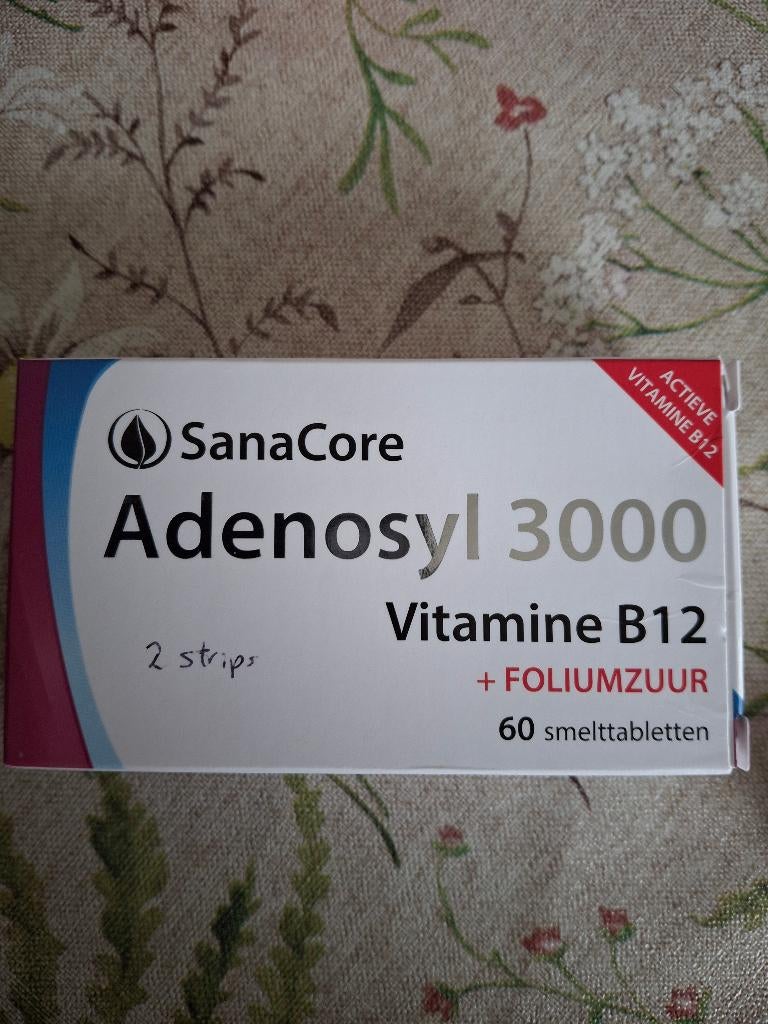 ACTIEVE
VITAMINE B12
SanaCore
Adenosyl 3000
Vitamine B12
2 strips
+ FOLIUMZUUR
60 smelttabletten